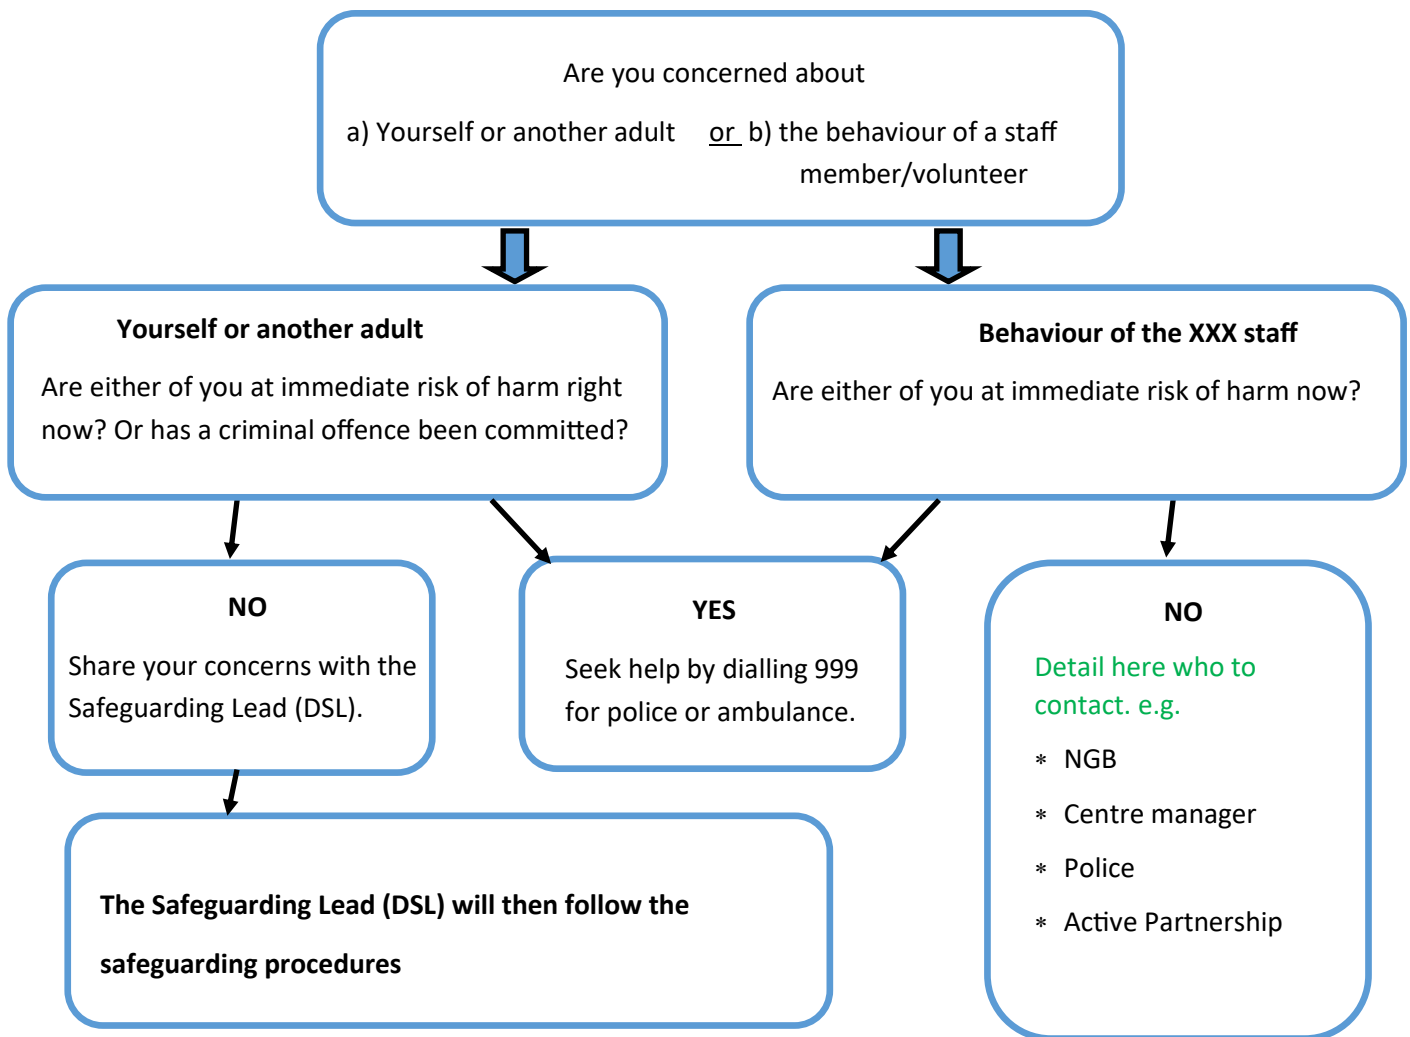 Are you concerned about
a) Yourself or another adult or b) the behaviour of a staff
member/volunteer
Yourself or another adult
Are either of you at immediate risk of harm right
now? Or has a criminal offence been committed?
Behaviour of the XXX staff
Are either of you at immediate risk of harm now?
NO
Share your concerns with the
Safeguarding Lead (DSL).
YES
Seek help by dialling 999
for police or ambulance.
NO
Detail here who to
contact. e.g.
* NGB
* Centre manager
* Police
* Active Partnership
The Safeguarding Lead (DSL) will then follow the
safeguarding procedures